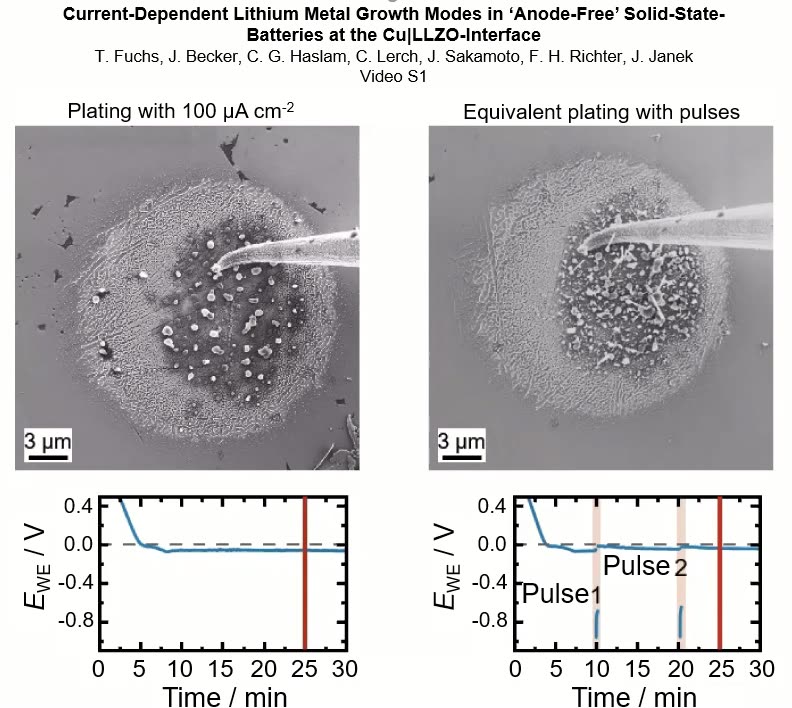 Current-Dependent Lithium Metal Growth Modes in ‘Anode-Free’ Solid-State-
Batteries at the Cu|LLZO-Interface
T. Fuchs, J. Becker, C. G. Haslam, C. Lerch, J. Sakamoto, F. H. Richter, J. Janek
Video S1
Plating with 100 µA cm-2
Equivalent plating with pulses
3 µm
3 µm
0.4
0.0
-0.4
-0.8
EWE / V
0 5 10 15 20 25 30
Time / min
0.4
0.0
-0.4
-0.8
EWE / V
Pulse 2
Pulse1
0 5 10 15 20 25 30
Time / min